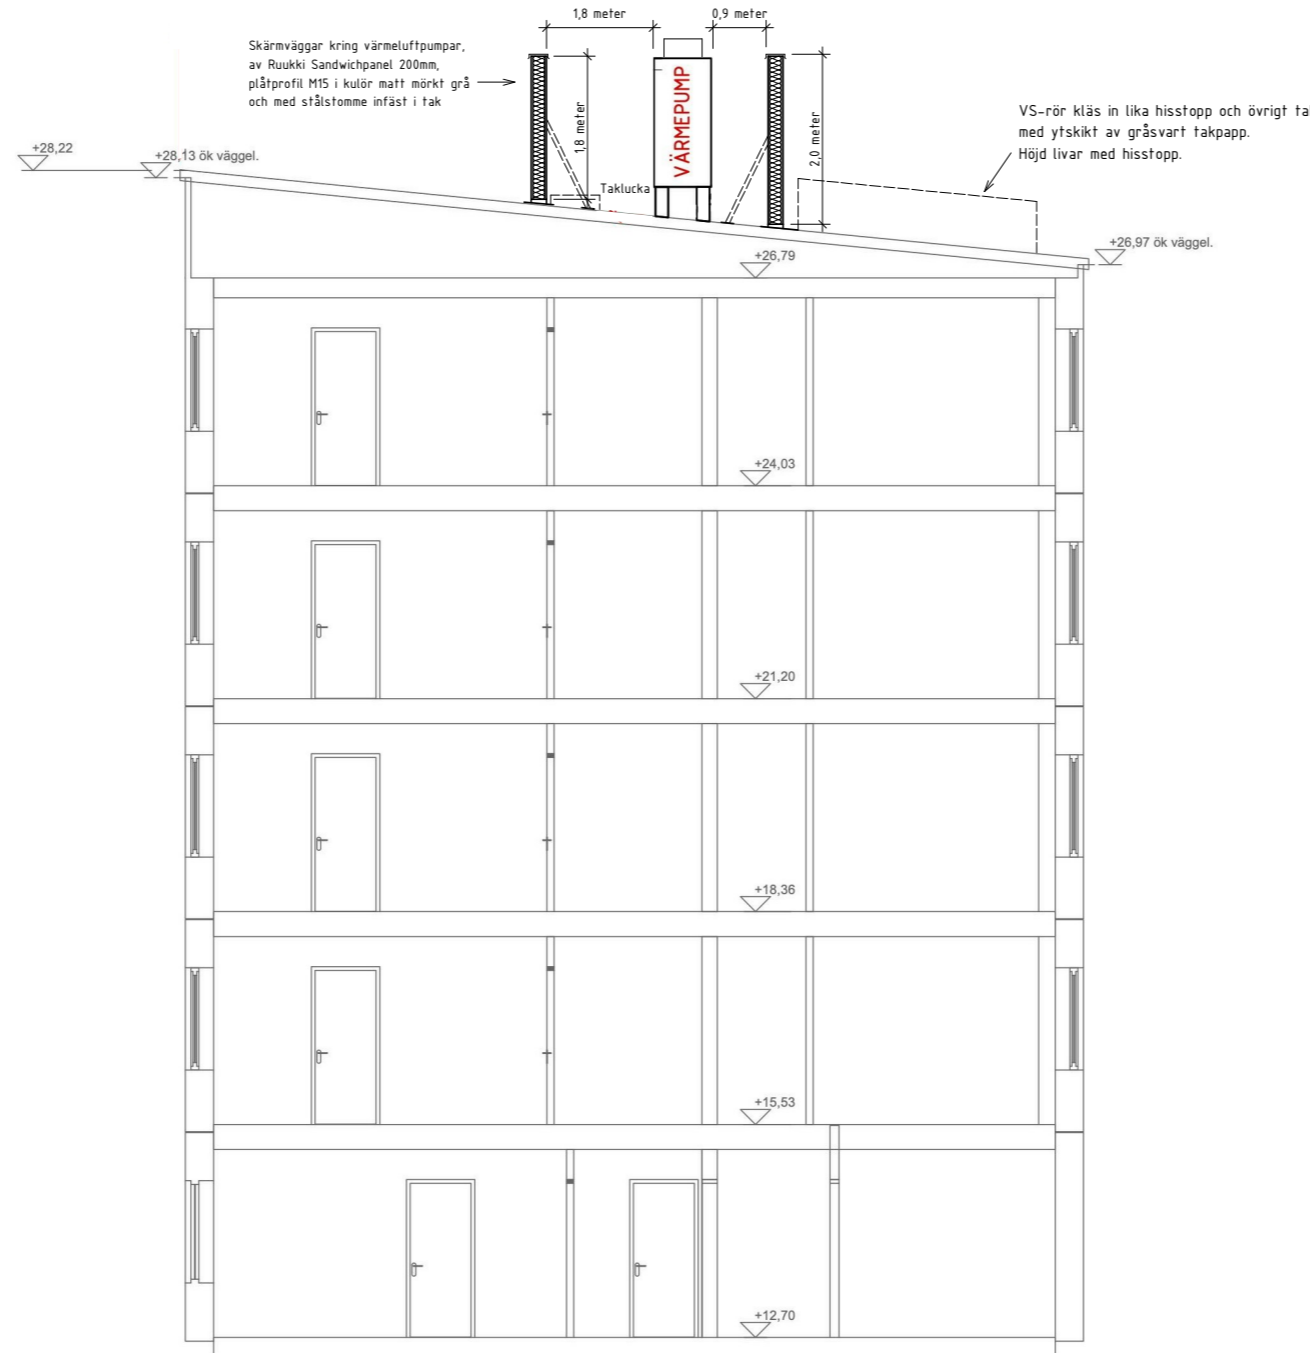 1,8 meter
0,9 meter
Skärmväggar kring värmeluftpumpar,
av Ruukki Sandwichpanel 200mm,
plåtprofil M15 i kulör matt mörkt grå
och med stålstomme infäst i tak
1,8 meter
VÄRMEPUMP
2,0 meter
VS-rör kläs in lika hisstopp och övrigt ta
med ytskikt av gråsvart takpapp.
Höjd livar med hisstopp.
+28,22
+28,13 ök väggel.
Taklucka
+26,97 ök väggel.
+26,79
+24,03
+21,20
+18,36
+15,53
+12,70